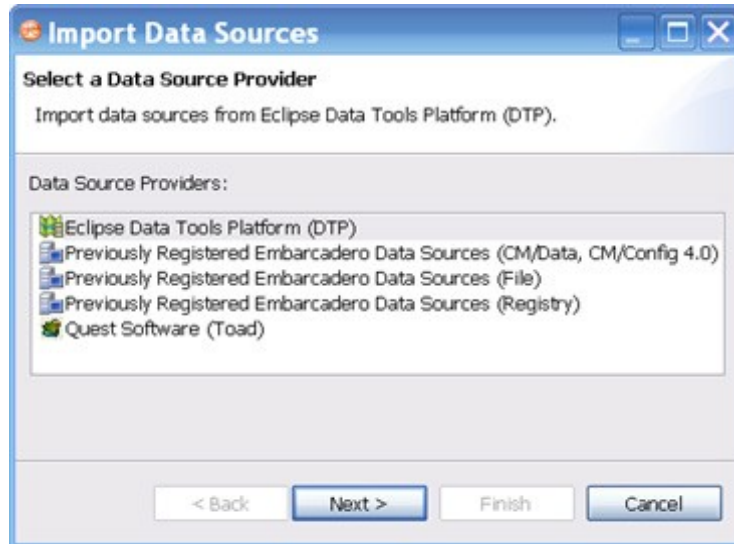 Import Data Sources
Select a Data Source Provider
Import data sources from Eclipse Data Tools Platform (DTP).
Data Source Providers:
Eclipse Data Tools Platform (DTP)
Previously Registered Embarcadero Data Sources (CM/Data, CM/Config 4.0)
Previously Registered Embarcadero Data Sources (File)
Previously Registered Embarcadero Data Sources (Registry)
Quest Software (Toad)
< Back Next > Finish Cancel